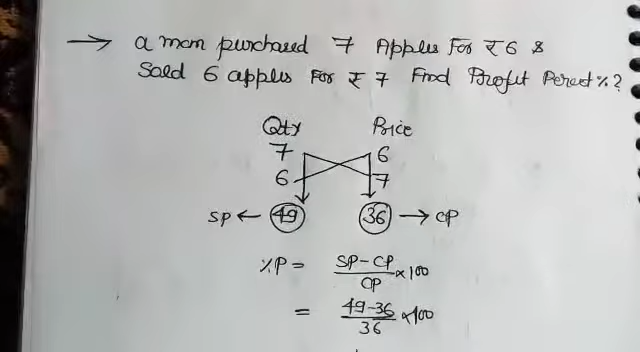 → a man purchased 7 Apples For ₹ 6 &
Sold 6 apples For ₹ 7 Find Profit Percent %?
Qty Price
7 6
6 7
SP ← 49 36 → CP
%P = SP-CP/CP × 100
= 49-36/36 × 100